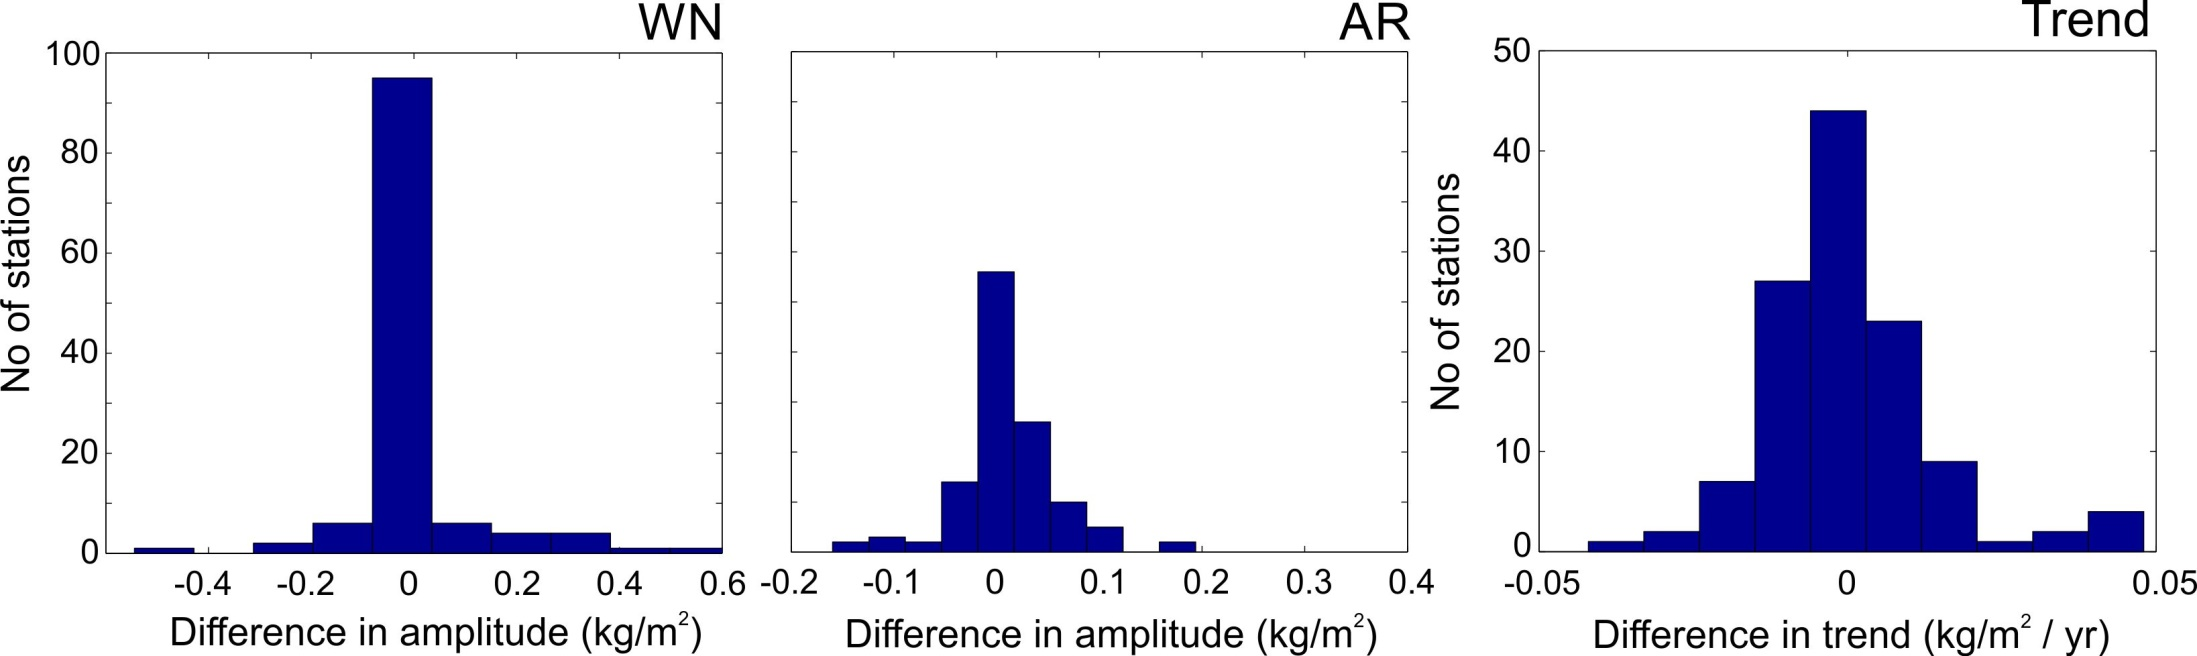 WN
100
80
60
40
20
0
No of stations
-0.4 -0.2 0 0.2 0.4 0.6
Difference in amplitude (kg/m²)
AR
-0.2 -0.1 0 0.1 0.2 0.3 0.4
Difference in amplitude (kg/m²)
Trend
50
40
30
20
10
0
No of stations
-0.05 0 0.05
Difference in trend (kg/m² / yr)